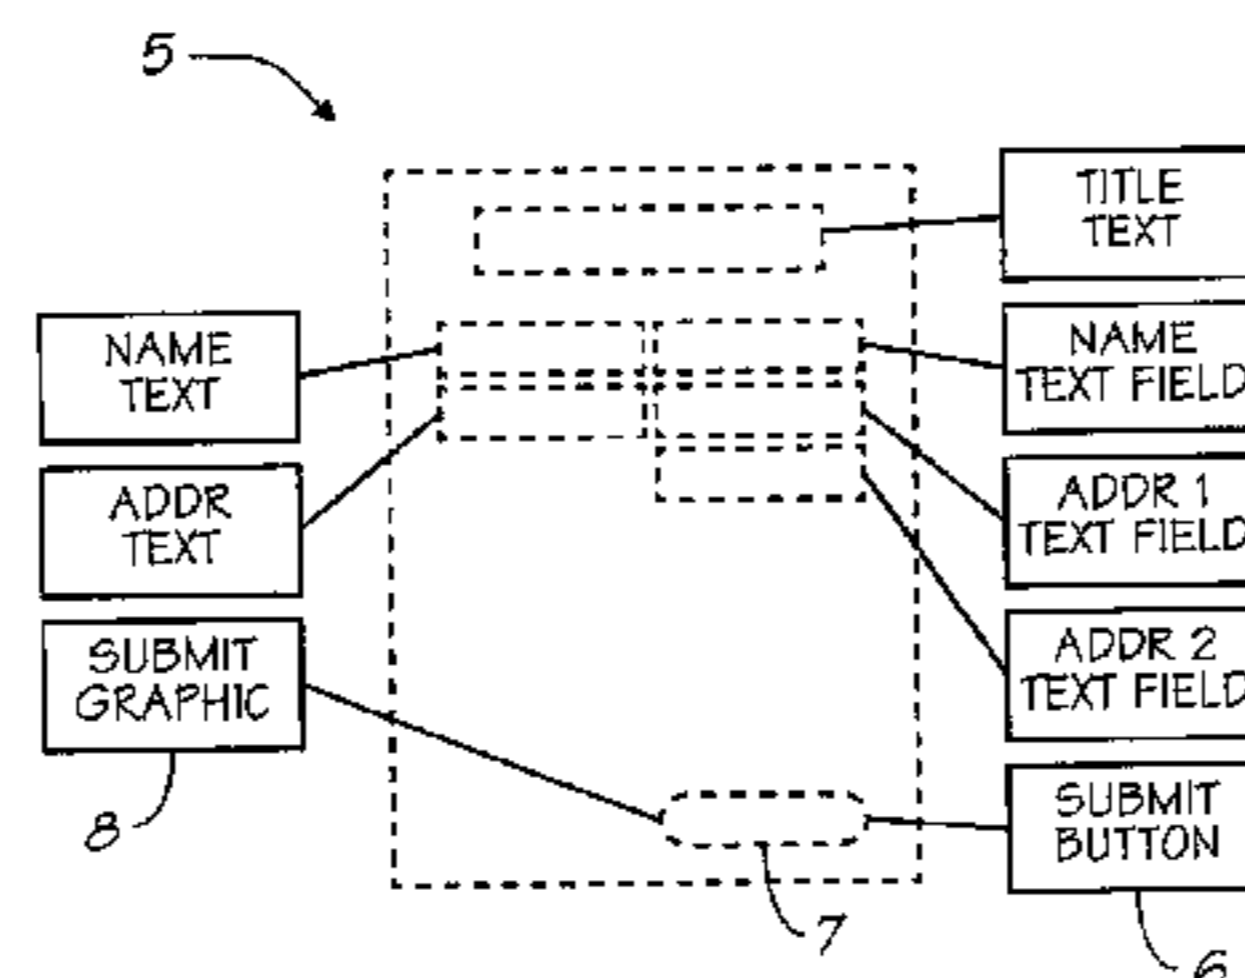 5
TITLE
TEXT
NAME
TEXT
NAME
TEXT FIELD
ADDR
TEXT
ADDR 1
TEXT FIELD
SUBMIT
GRAPHIC
ADDR 2
TEXT FIELD
SUBMIT
BUTTON
8
7
6